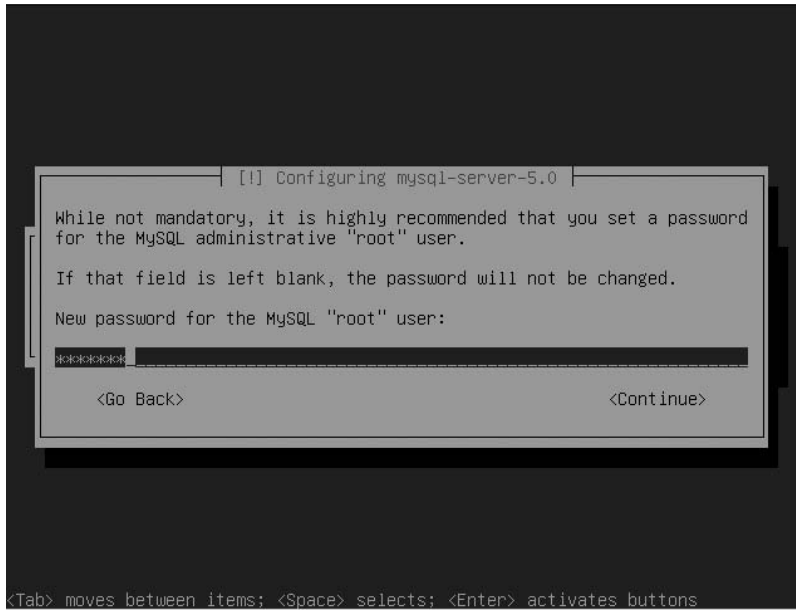 [!] Configuring mysql-server-5.0
While not mandatory, it is highly recommended that you set a password
for the MySQL administrative "root" user.
If that field is left blank, the password will not be changed.
New password for the MySQL "root" user:
********
<Go Back> <Continue>
<Tab> moves between items; <Space> selects; <Enter> activates buttons